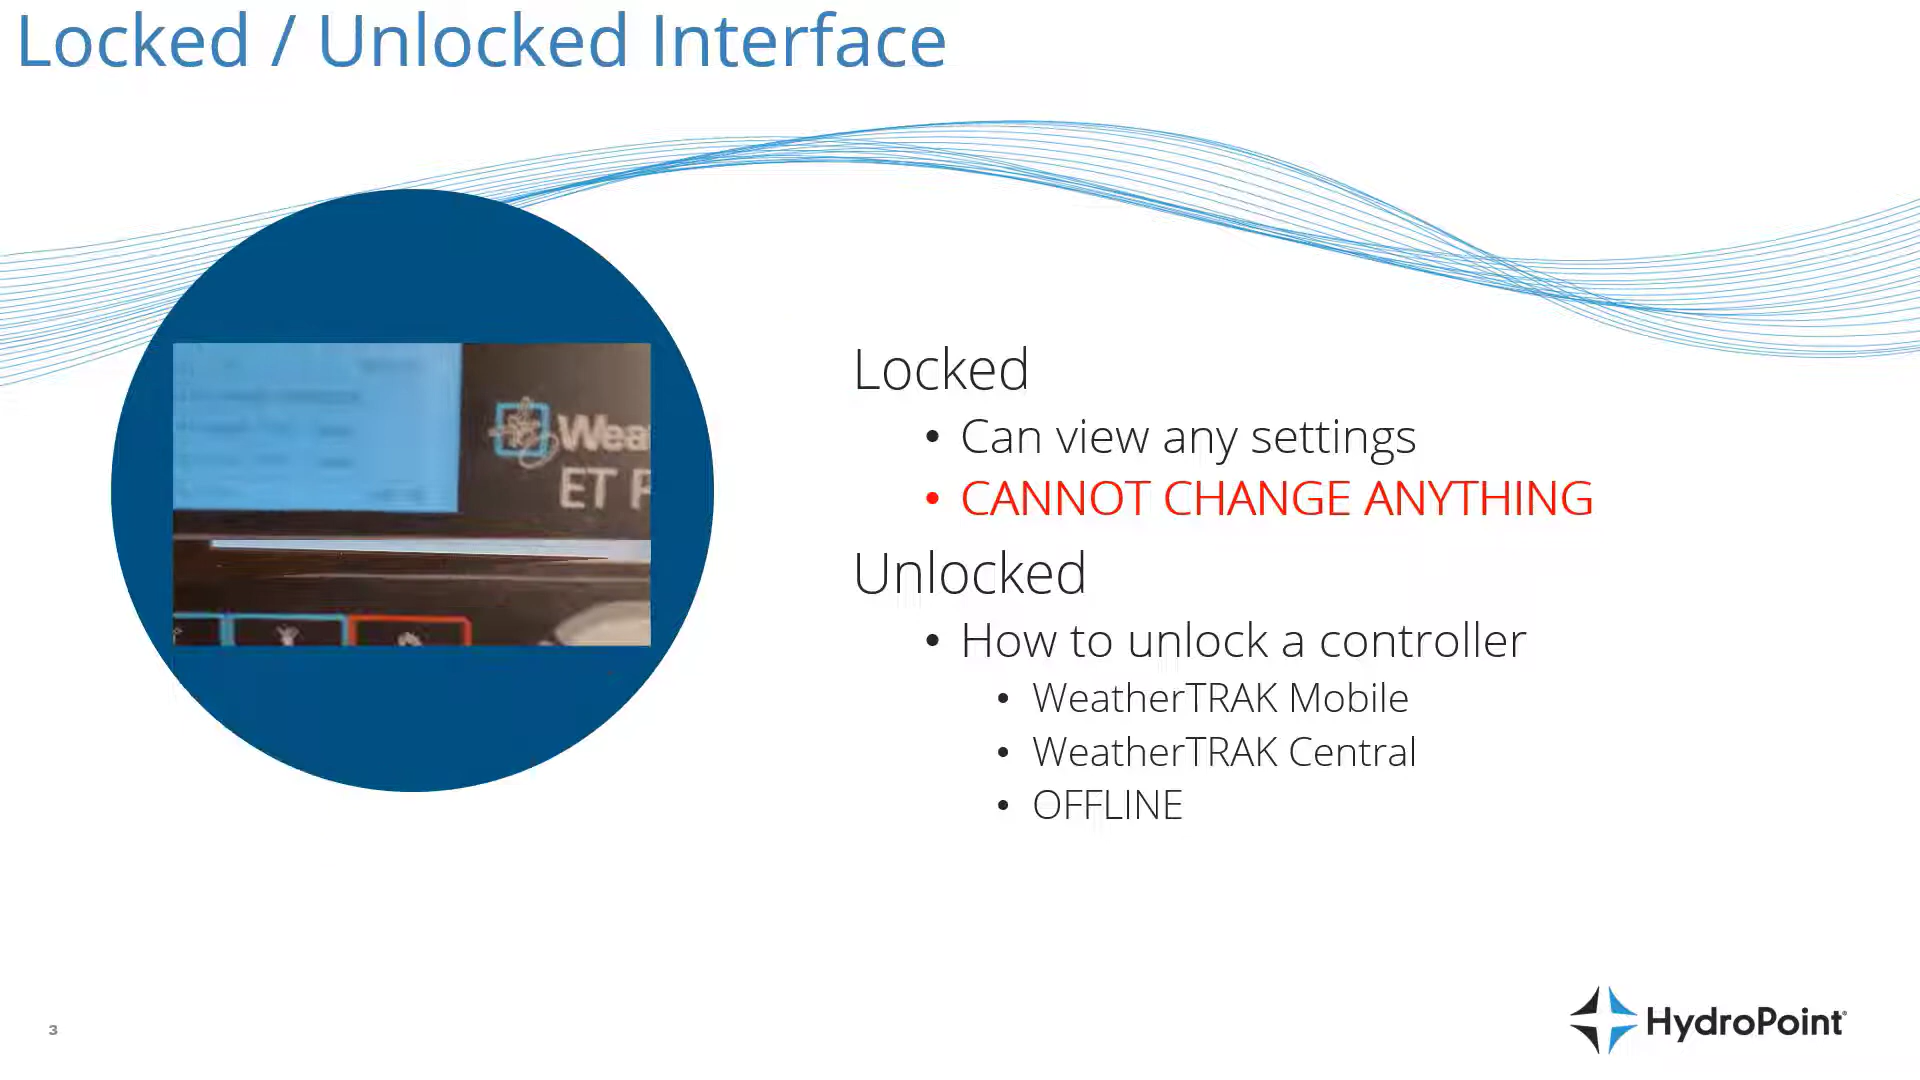 Locked / Unlocked Interface
ET
Locked
• Can view any settings
• CANNOT CHANGE ANYTHING
Unlocked
• How to unlock a controller
• WeatherTRAK Mobile
• WeatherTRAK Central
• OFFLINE
3
HydroPoint